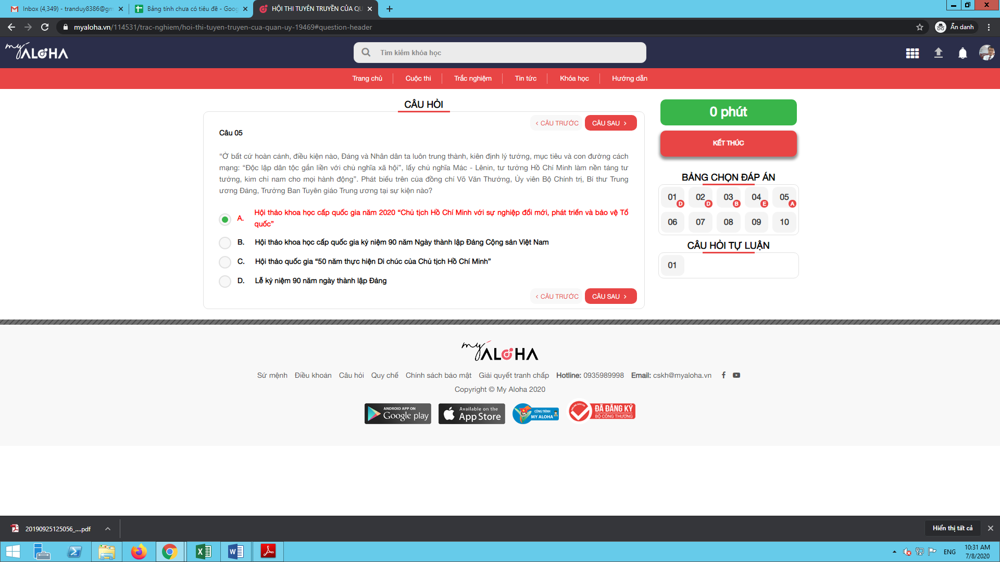 Inbox (4,349) - tranduy8386@gm
Bảng tính chưa có tiêu đề - Goog
HỘI THI TUYÊN TRUYỀN CỦA QU
myaloha.vn/114531/trac-nghiem/hoi-thi-tuyen-truyen-cua-quan-uy-19469#question-header
Ẩn danh
my ALOHA
Tìm kiếm khóa học
Trang chủ
Cuộc thi
Trắc nghiệm
Tin tức
Khóa học
Hướng dẫn
CÂU HỎI
‹ CÂU TRƯỚC
CÂU SAU ›
Câu 05
“Ở bất cứ hoàn cảnh, điều kiện nào, Đảng và Nhân dân ta luôn trung thành, kiên định lý tưởng, mục tiêu và con đường cách
mạng: “Độc lập dân tộc gắn liền với chủ nghĩa xã hội”, lấy chủ nghĩa Mác - Lênin, tư tưởng Hồ Chí Minh làm nền tảng tư
tưởng, kim chỉ nam cho mọi hành động”. Phát biểu trên của đồng chí Võ Văn Thưởng, Ủy viên Bộ Chính trị, Bí thư Trung
ương Đảng, Trưởng Ban Tuyên giáo Trung ương tại sự kiện nào?
A. Hội thảo khoa học cấp quốc gia năm 2020 “Chủ tịch Hồ Chí Minh với sự nghiệp đổi mới, phát triển và bảo vệ Tổ
quốc”
B. Hội thảo khoa học cấp quốc gia kỷ niệm 90 năm Ngày thành lập Đảng Cộng sản Việt Nam
C. Hội thảo quốc gia “50 năm thực hiện Di chúc của Chủ tịch Hồ Chí Minh”
D. Lễ kỷ niệm 90 năm ngày thành lập Đảng
‹ CÂU TRƯỚC
CÂU SAU ›
0 phút
KẾT THÚC
BẢNG CHỌN ĐÁP ÁN
01 D 02 D 03 B 04 E 05 A
06 07 08 09 10
CÂU HỎI TỰ LUẬN
01
my ALOHA
Sứ mệnh Điều khoản Câu hỏi Quy chế Chính sách bảo mật Giải quyết tranh chấp Hotline: 0935989998 Email: cskh@myaloha.vn
Copyright © My Aloha 2020
ANDROID APP ON
Google play
Available on the
App Store
CÔNG TRÌNH
MY ALOHA
ĐÃ ĐĂNG KÝ
BỘ CÔNG THƯƠNG
20190925125056_....pdf
Hiển thị tất cả
ENG
10:31 AM
7/8/2020